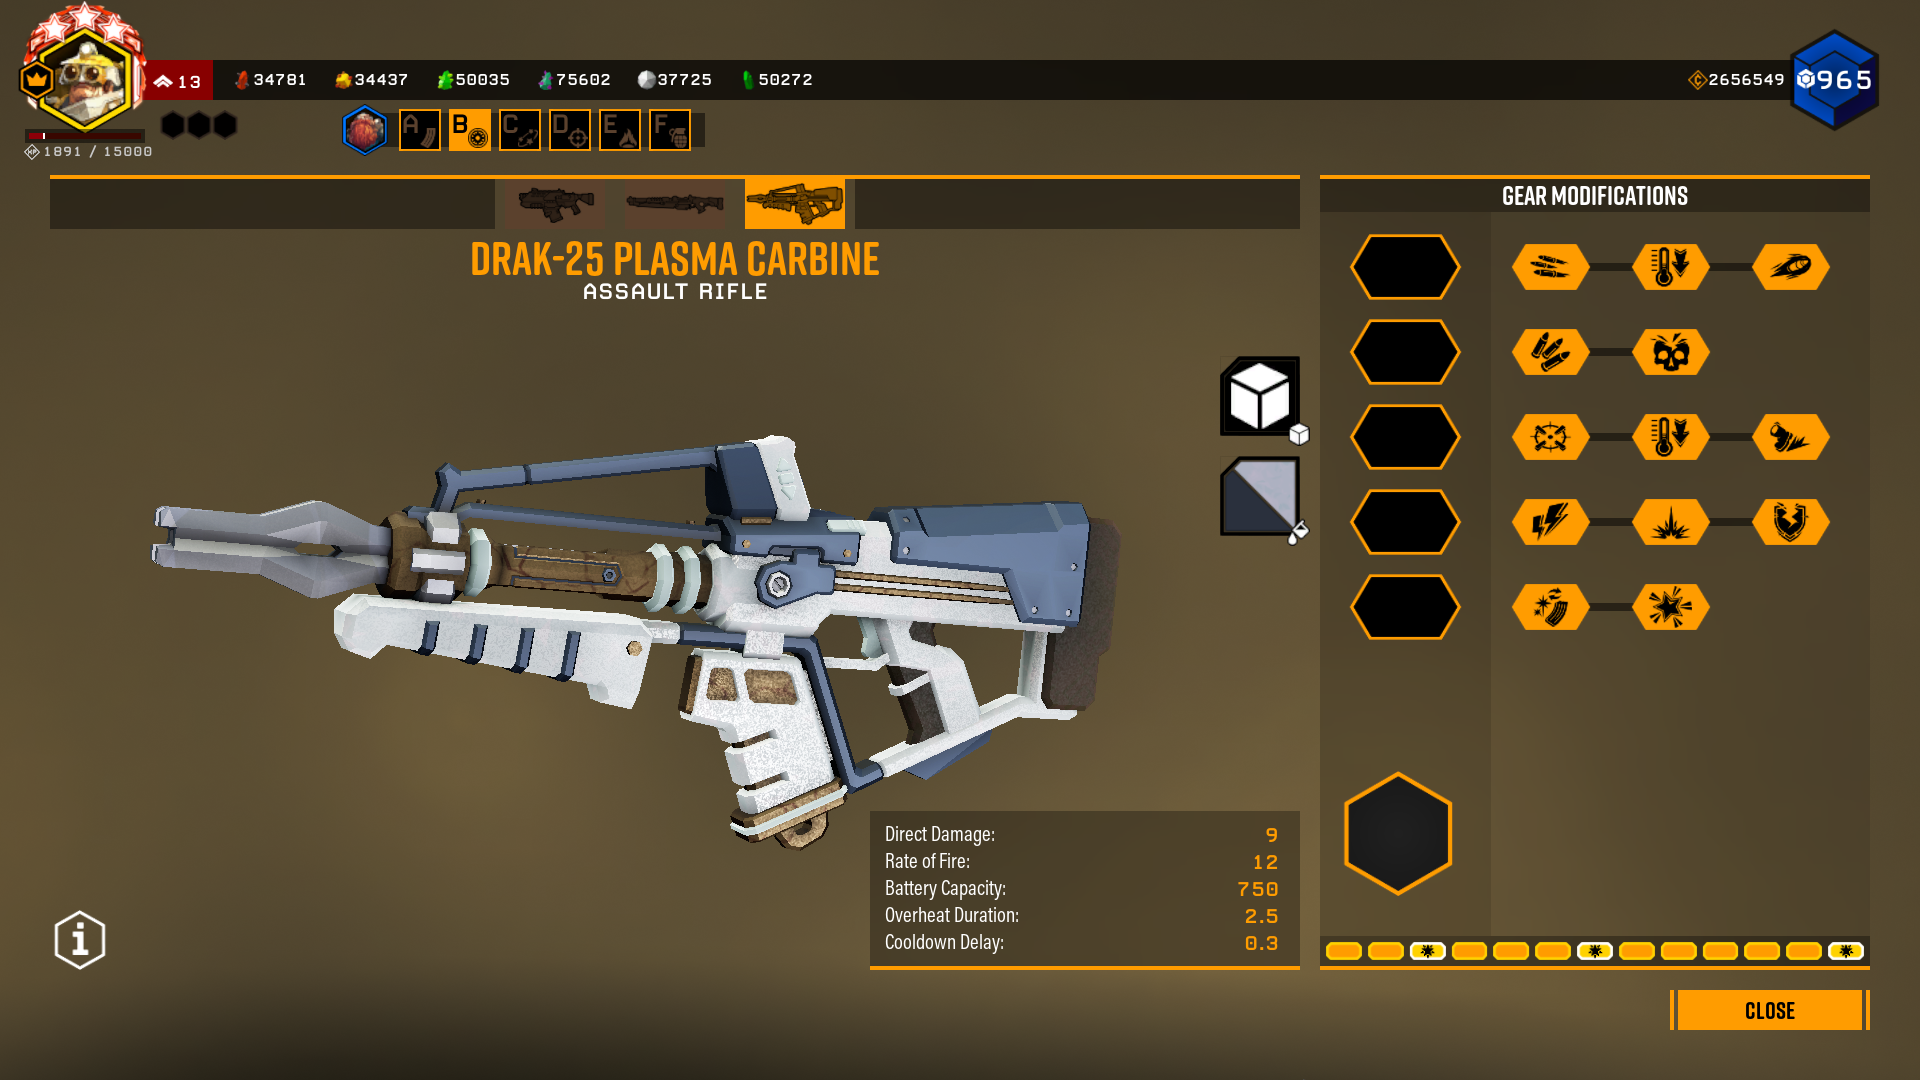 13
34781
34437
50035
75602
37725
50272
2656549
965
1891 / 15000
A
B
C
D
E
F
GEAR MODIFICATIONS
DRAK-25 PLASMA CARBINE
ASSAULT RIFLE
Direct Damage: 9
Rate of Fire: 12
Battery Capacity: 750
Overheat Duration: 2.5
Cooldown Delay: 0.3
CLOSE